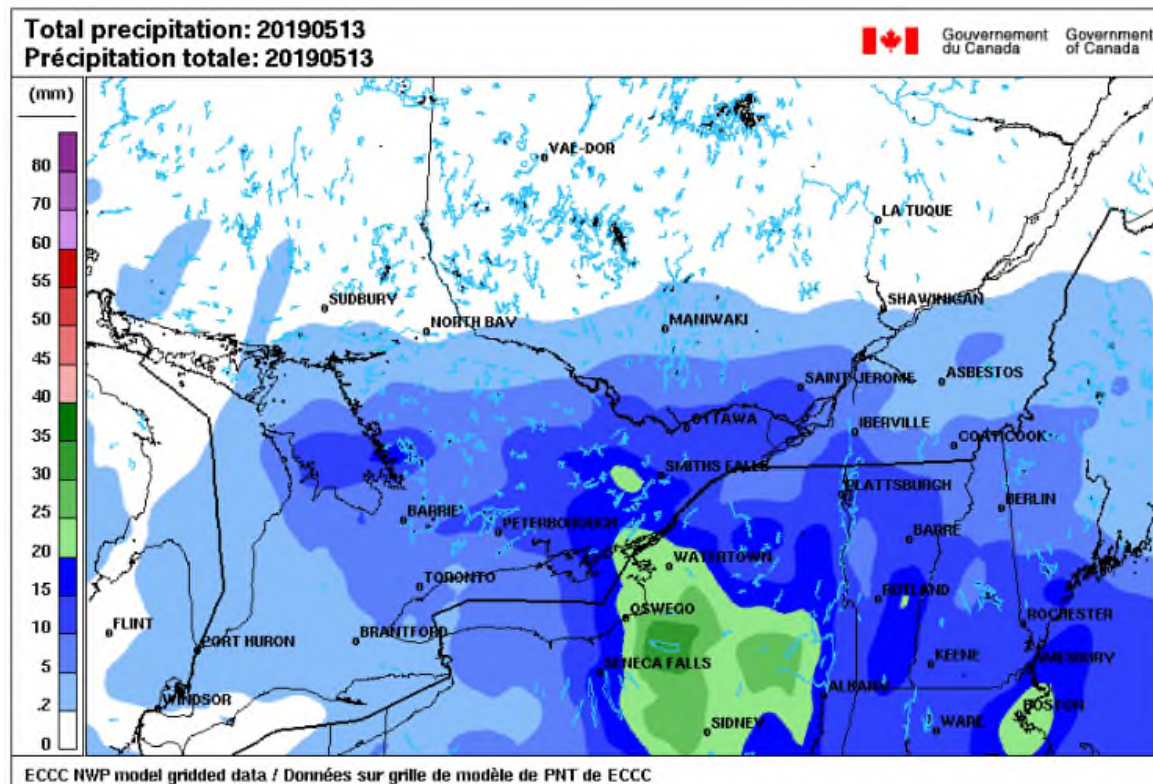 Total precipitation: 20190513
Précipitation totale: 20190513
Gouvernement du Canada
Government of Canada
(mm)
80
70
60
55
50
45
40
35
30
25
20
15
10
5
2
0
VAL-DOR
LA TUQUE
SHAWINIGAN
SUDBURY
NORTH BAY
MANIWAKI
SAINT-JEROME
ASBESTOS
OTTAWA
IBERVILLE
COATICOOK
SMITHS FALLS
PLATTSBURGH
BERLIN
BARRIE
PETERBOROUGH
BARRE
WATERTOWN
TORONTO
RUTLAND
OSWEGO
ROCHESTER
FLINT
PORT HURON
BRANTFORD
SENECA FALLS
KEENE
AMESBURY
WINDSOR
ALBANY
BOSTON
SIDNEY
WARE
ECCC NWP model gridded data / Données sur grille de modèle de PNT de ECCC